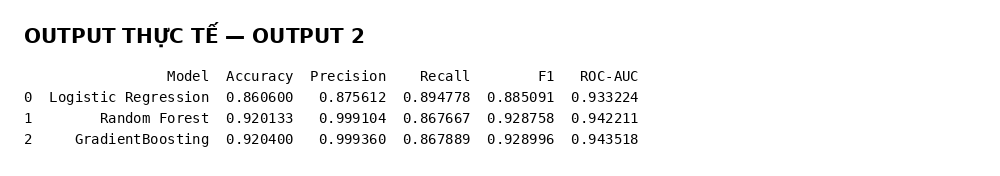 OUTPUT THỰC TẾ — OUTPUT 2
Model Accuracy Precision Recall F1 ROC-AUC
0 Logistic Regression 0.860600 0.875612 0.894778 0.885091 0.933224
1 Random Forest 0.920133 0.999104 0.867667 0.928758 0.942211
2 GradientBoosting 0.920400 0.999360 0.867889 0.928996 0.943518